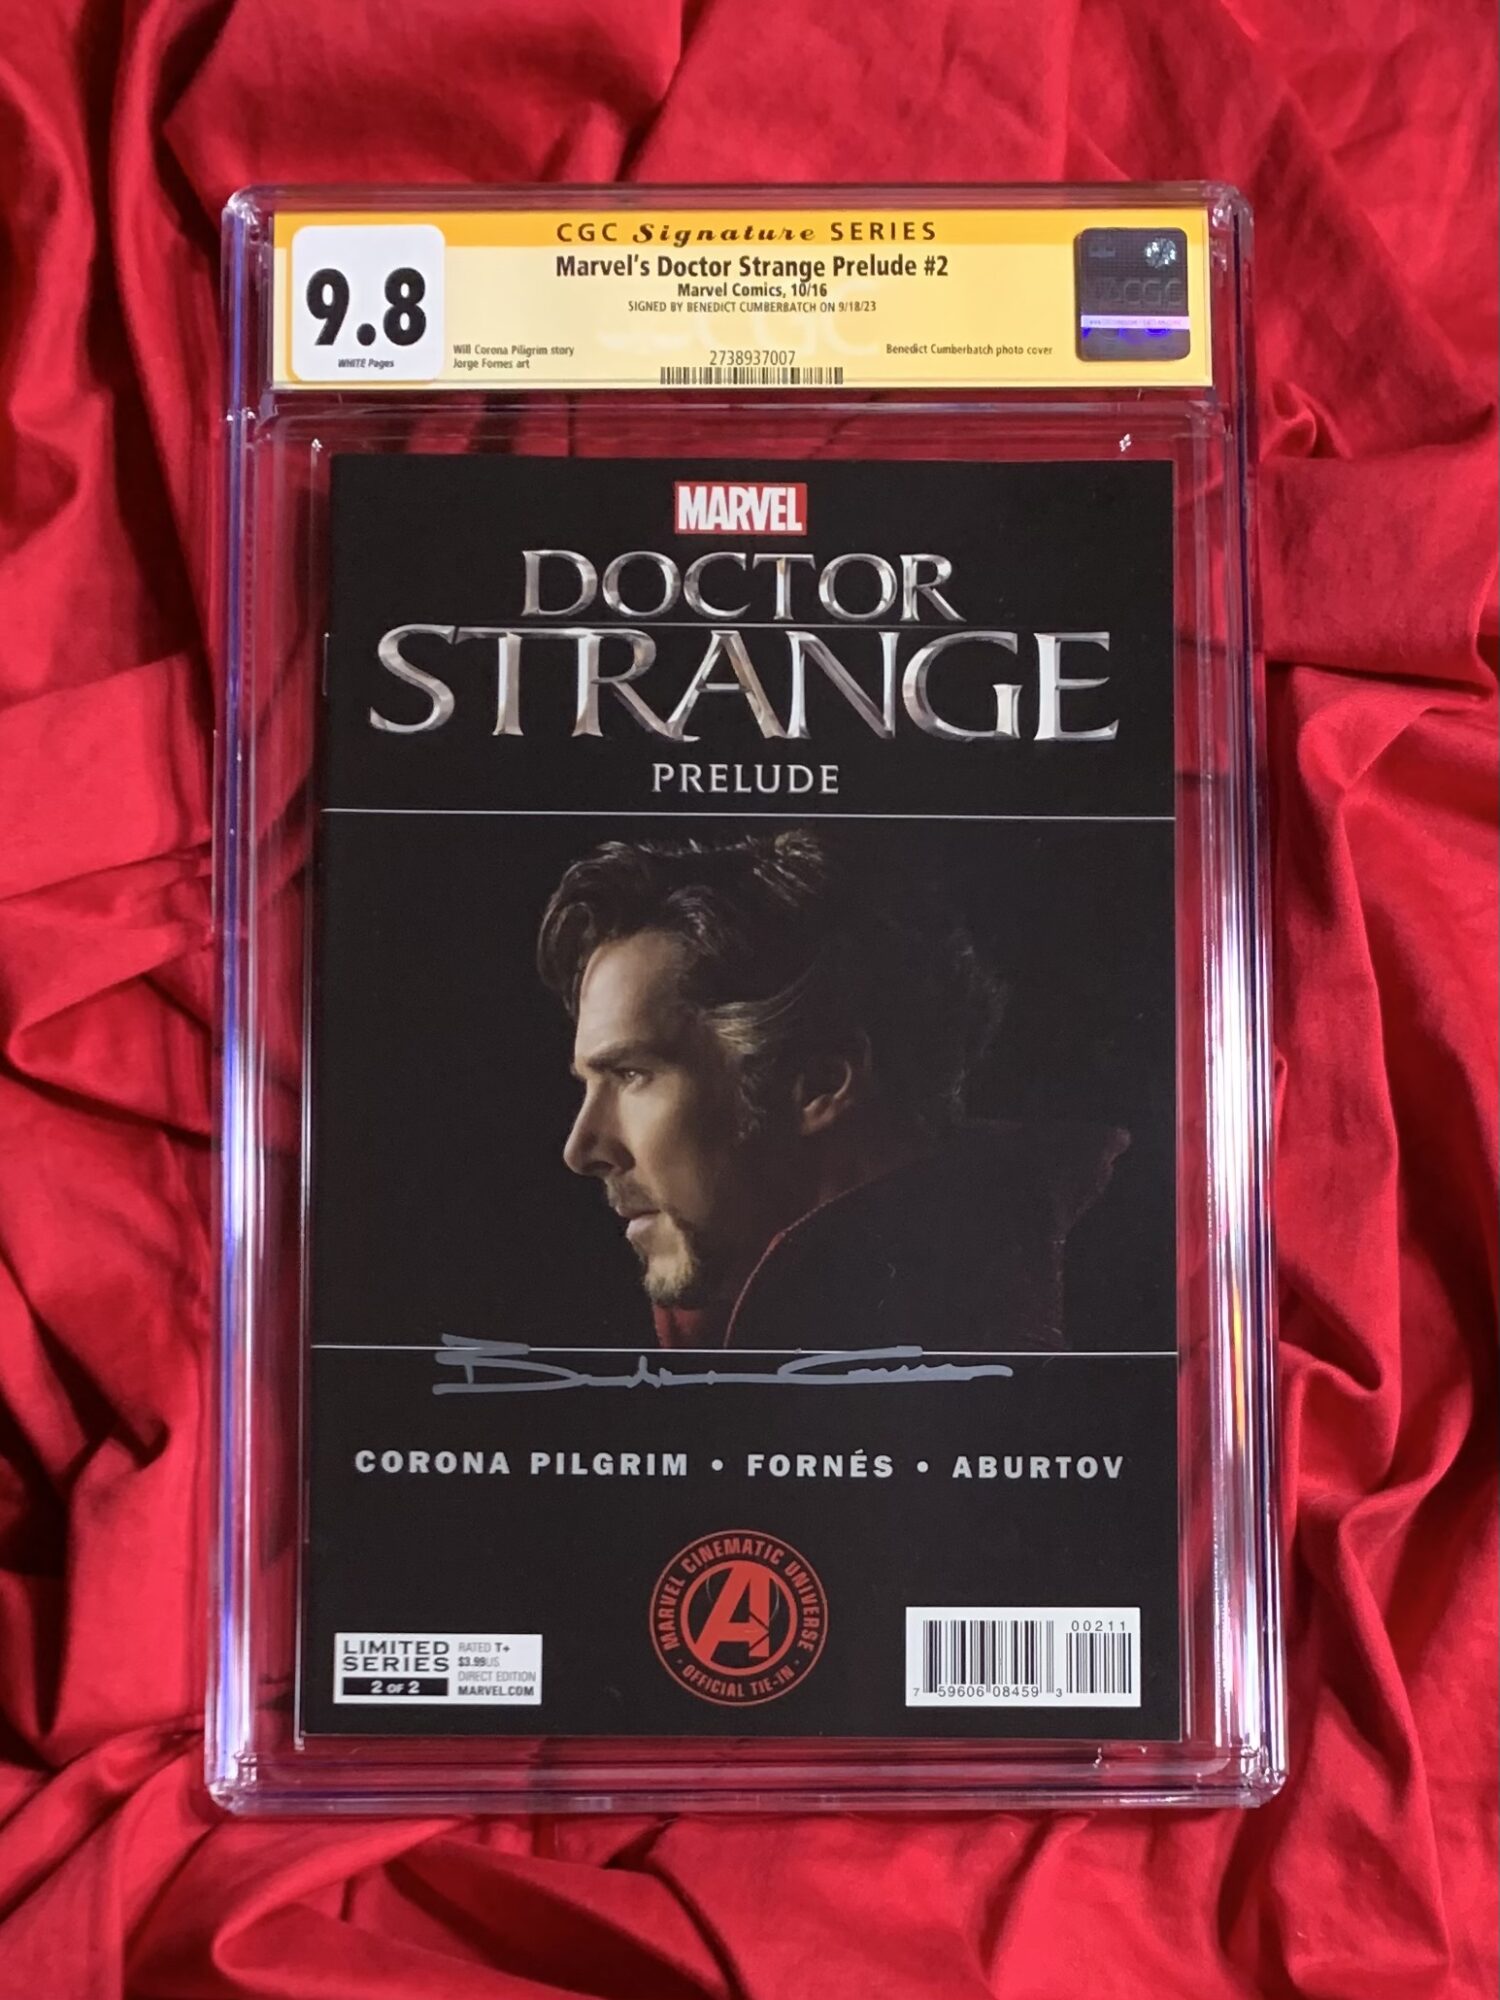 CGC Signature SERIES
9.8
WHITE Pages
Marvel's Doctor Strange Prelude #2
Marvel Comics, 10/16
SIGNED BY BENEDICT CUMBERBATCH ON 9/18/23
Will Corona Piligrim story
Jorge Fornes art
2738937007
Benedict Cumberbatch photo cover
MARVEL
DOCTOR
STRANGE
PRELUDE
CORONA PILGRIM • FORNÉS • ABURTOV
MARVEL CINEMATIC UNIVERSE
• OFFICIAL TIE-IN •
LIMITED
SERIES
2 OF 2
RATED T+
$3.99US
DIRECT EDITION
MARVEL.COM
00211
7 59606 08459 3